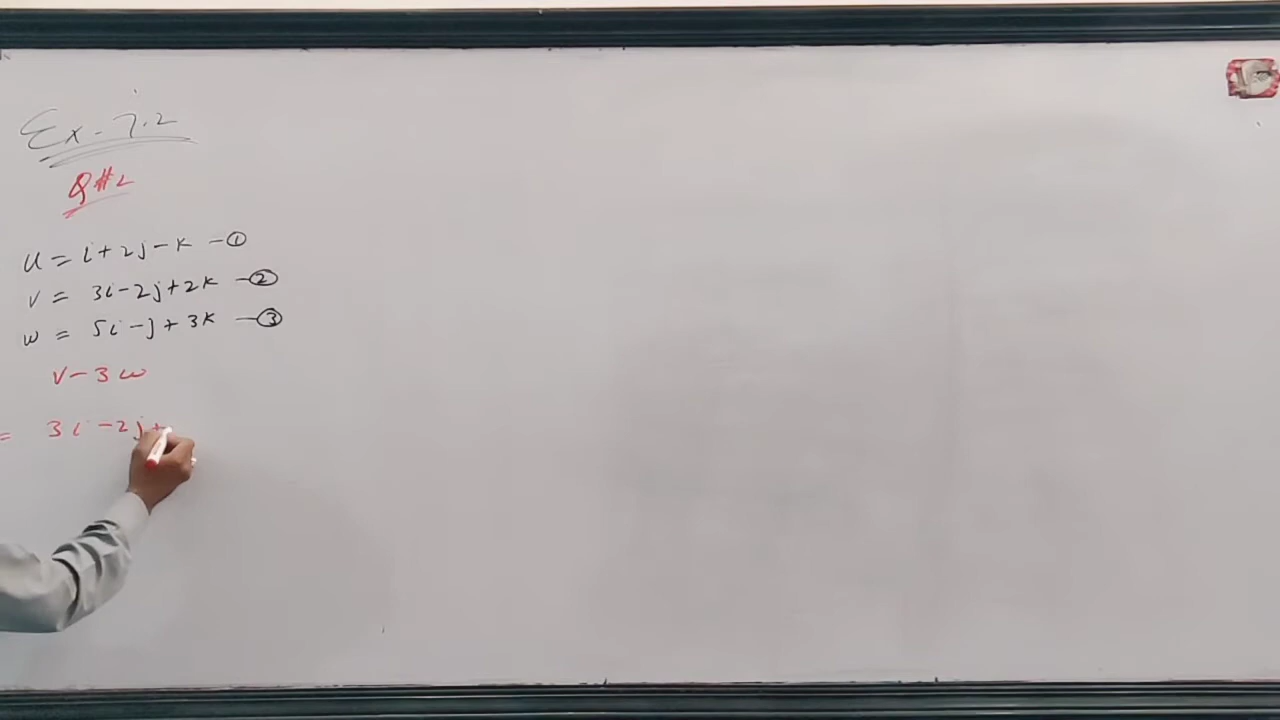 Ex-7.2
Q#2
u = i+2j-k -①
v = 3i-2j+2k -②
w = 5i-j+3k -③
v-3w
= 3i-2j+